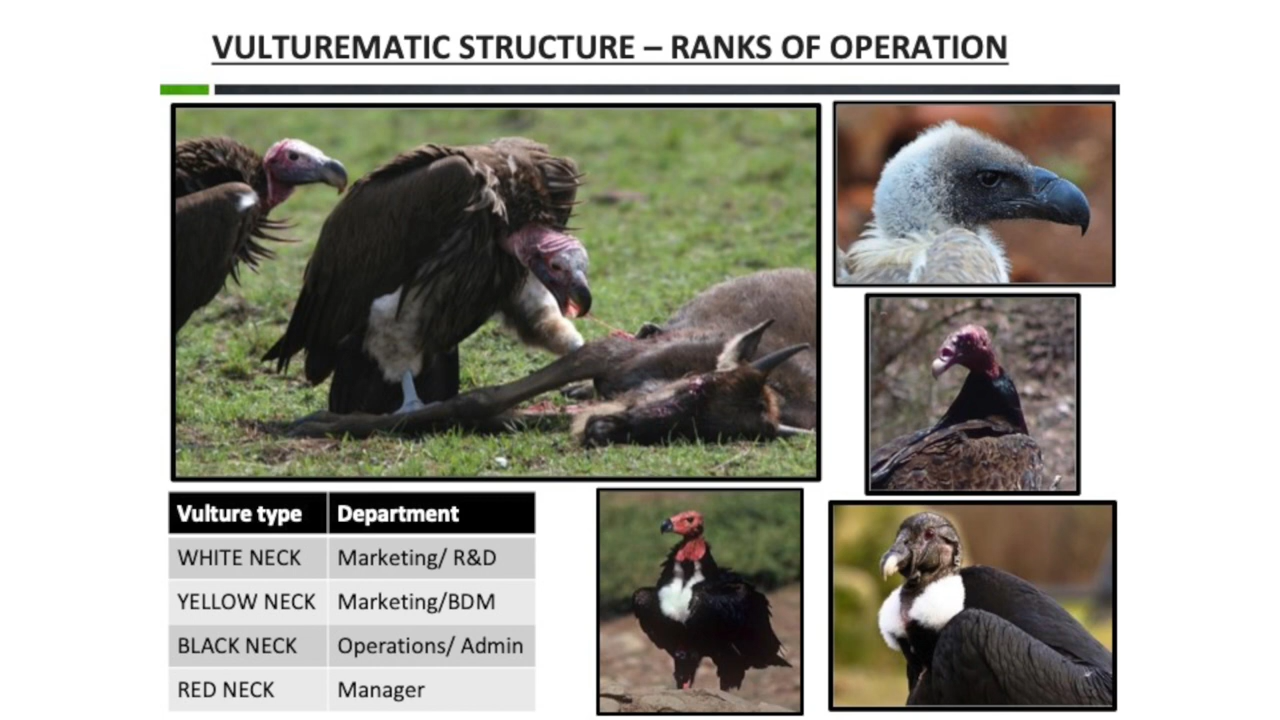 VULTUREMATIC STRUCTURE – RANKS OF OPERATION
Vulture type Department
WHITE NECK Marketing/ R&D
YELLOW NECK Marketing/BDM
BLACK NECK Operations/ Admin
RED NECK Manager